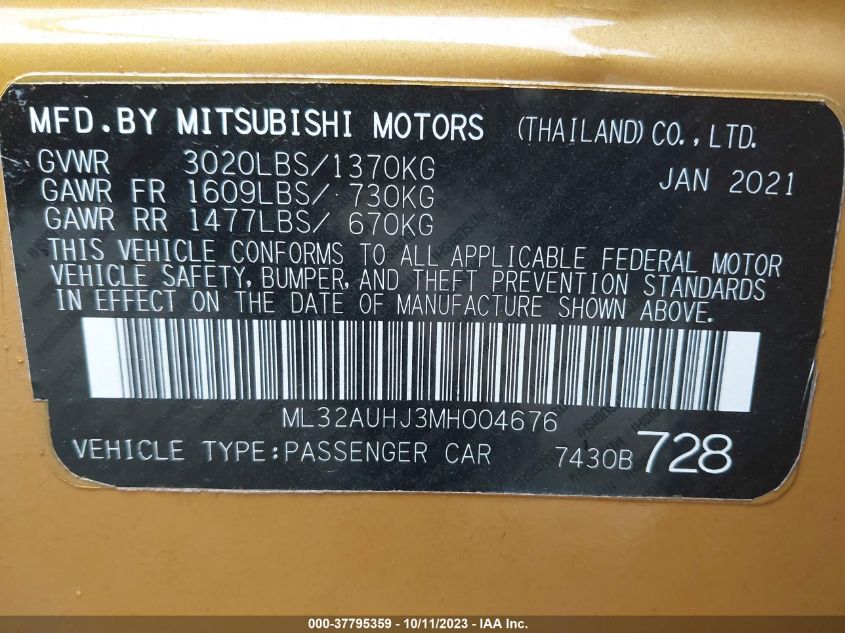 MFD.BY MITSUBISHI MOTORS (THAILAND) CO., LTD.
GVWR 3020LBS/1370KG JAN 2021
GAWR FR 1609LBS/ 730KG
GAWR RR 1477LBS/ 670KG
THIS VEHICLE CONFORMS TO ALL APPLICABLE FEDERAL MOTOR
VEHICLE SAFETY, BUMPER, AND THEFT PREVENTION STANDARDS
IN EFFECT ON THE DATE OF MANUFACTURE SHOWN ABOVE.
ML32AUHJ3MH004676
VEHICLE TYPE:PASSENGER CAR 7430B 728
000-37795359 - 10/11/2023 - IAA Inc.